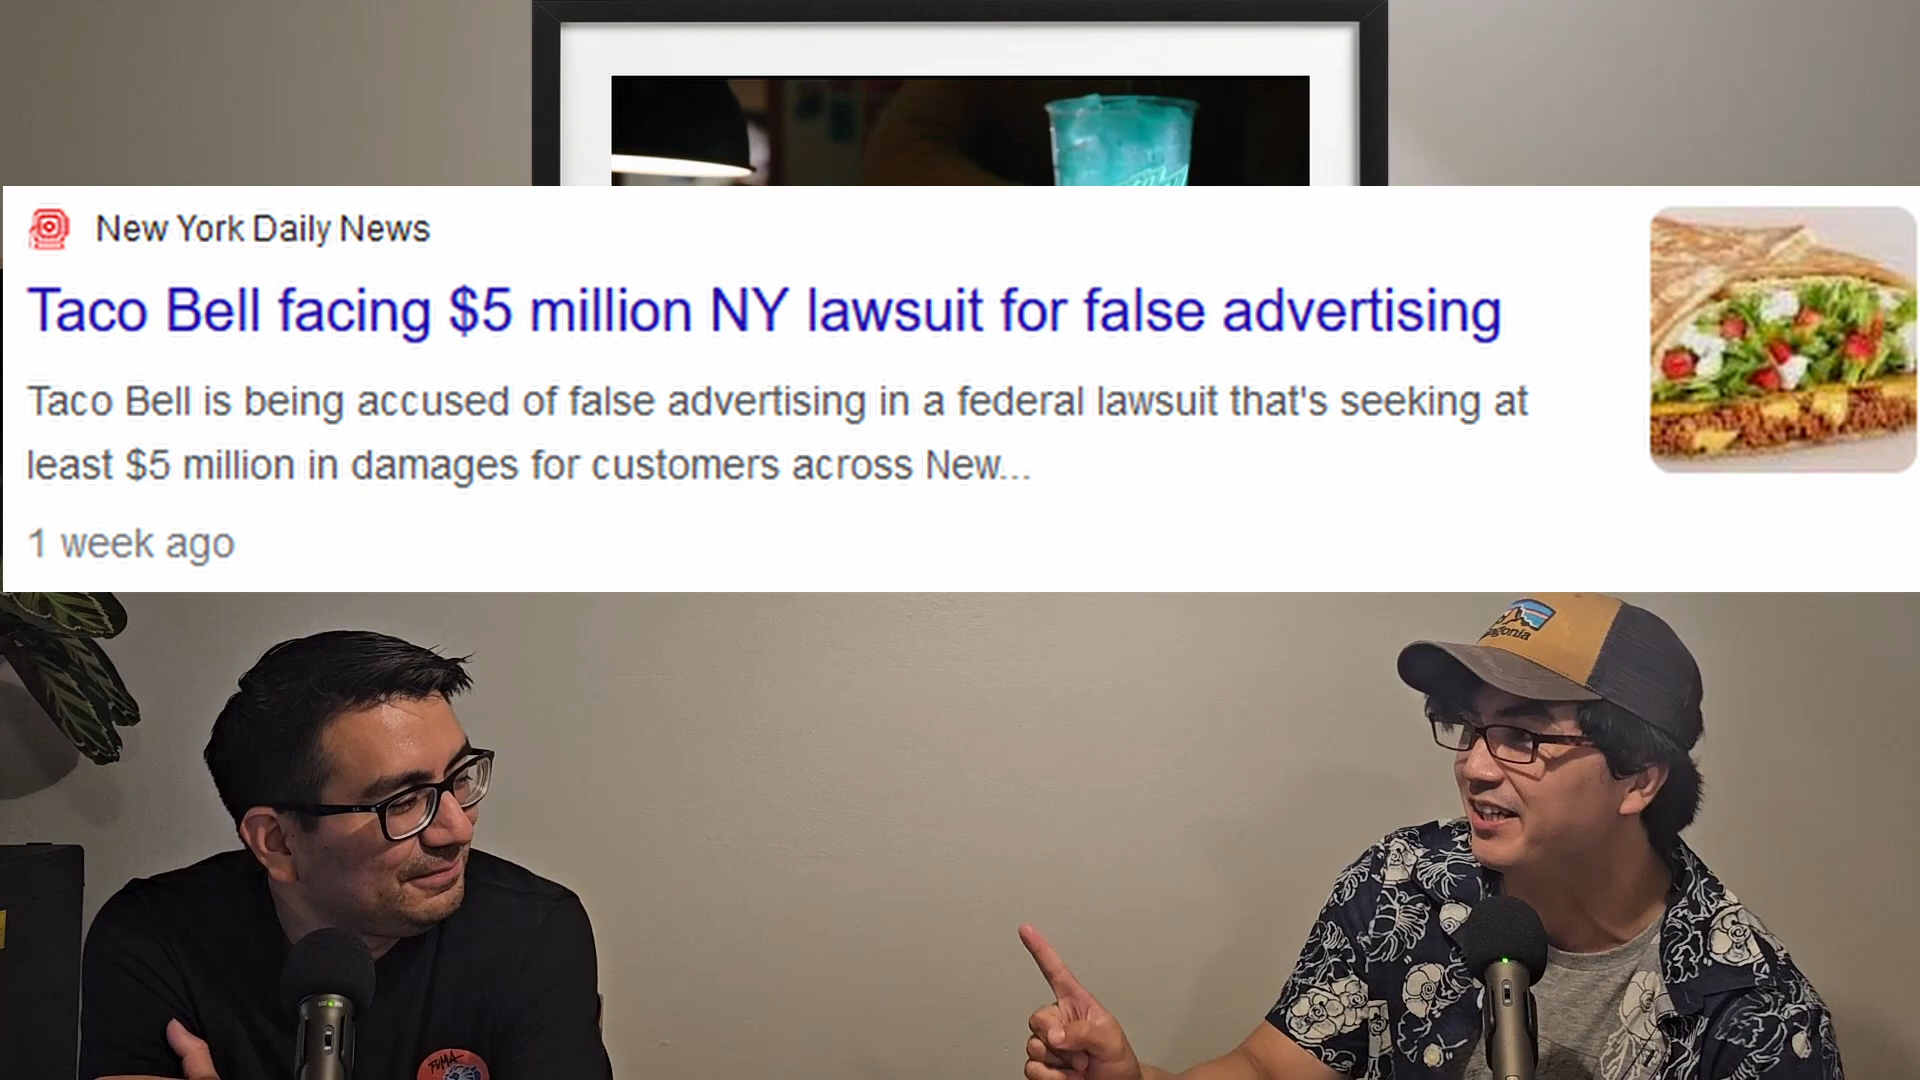 New York Daily News
Taco Bell facing $5 million NY lawsuit for false advertising
Taco Bell is being accused of false advertising in a federal lawsuit that's seeking at
least $5 million in damages for customers across New...
1 week ago
PUMA